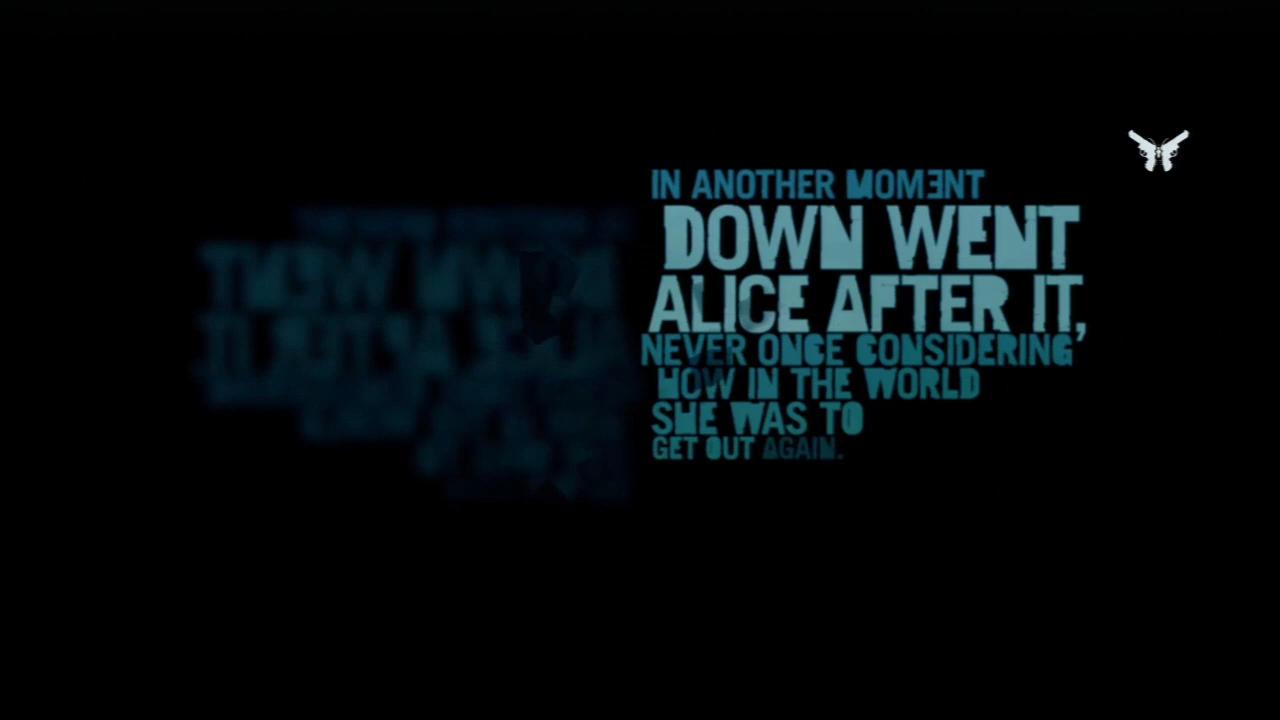 IN ANOTHER MOMENT
DOWN WENT
ALICE AFTER IT,
NEVER ONCE CONSIDERING
HOW IN THE WORLD
SHE WAS TO
GET OUT AGAIN.